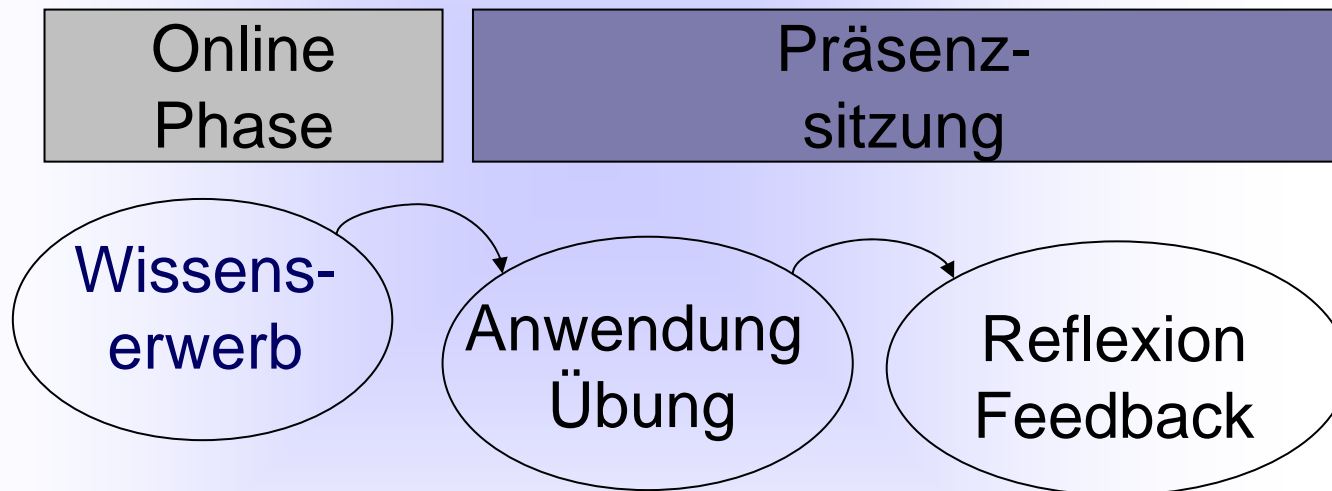 Online
Phase
Präsenz-
sitzung
Wissens-
erwerb
Anwendung
Übung
Reflexion
Feedback